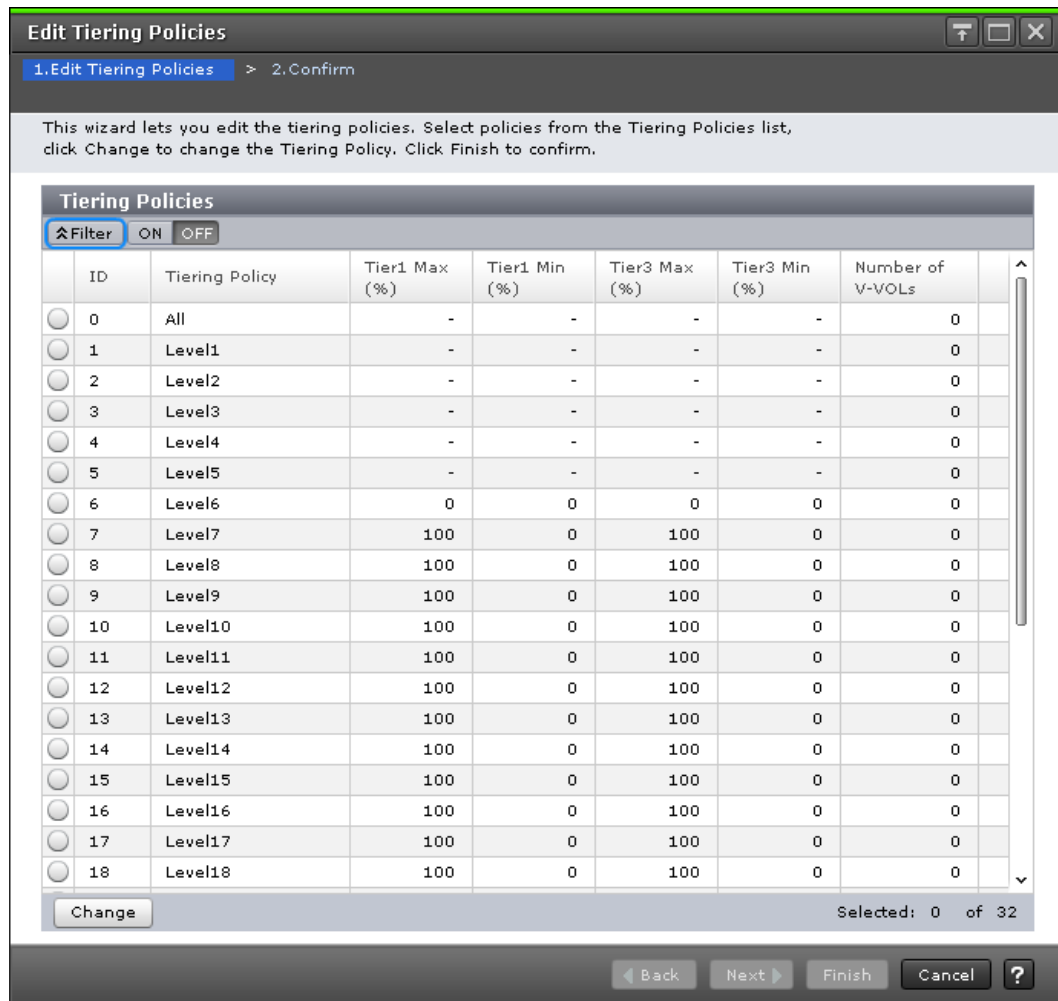 Edit Tiering Policies
1.Edit Tiering Policies > 2.Confirm
This wizard lets you edit the tiering policies. Select policies from the Tiering Policies list,
click Change to change the Tiering Policy. Click Finish to confirm.
Tiering Policies
Filter ON OFF
ID Tiering Policy Tier1 Max (%) Tier1 Min (%) Tier3 Max (%) Tier3 Min (%) Number of V-VOLs
0 All - - - - 0
1 Level1 - - - - 0
2 Level2 - - - - 0
3 Level3 - - - - 0
4 Level4 - - - - 0
5 Level5 - - - - 0
6 Level6 0 0 0 0 0
7 Level7 100 0 100 0 0
8 Level8 100 0 100 0 0
9 Level9 100 0 100 0 0
10 Level10 100 0 100 0 0
11 Level11 100 0 100 0 0
12 Level12 100 0 100 0 0
13 Level13 100 0 100 0 0
14 Level14 100 0 100 0 0
15 Level15 100 0 100 0 0
16 Level16 100 0 100 0 0
17 Level17 100 0 100 0 0
18 Level18 100 0 100 0 0
Change Selected: 0 of 32
Back Next Finish Cancel ?